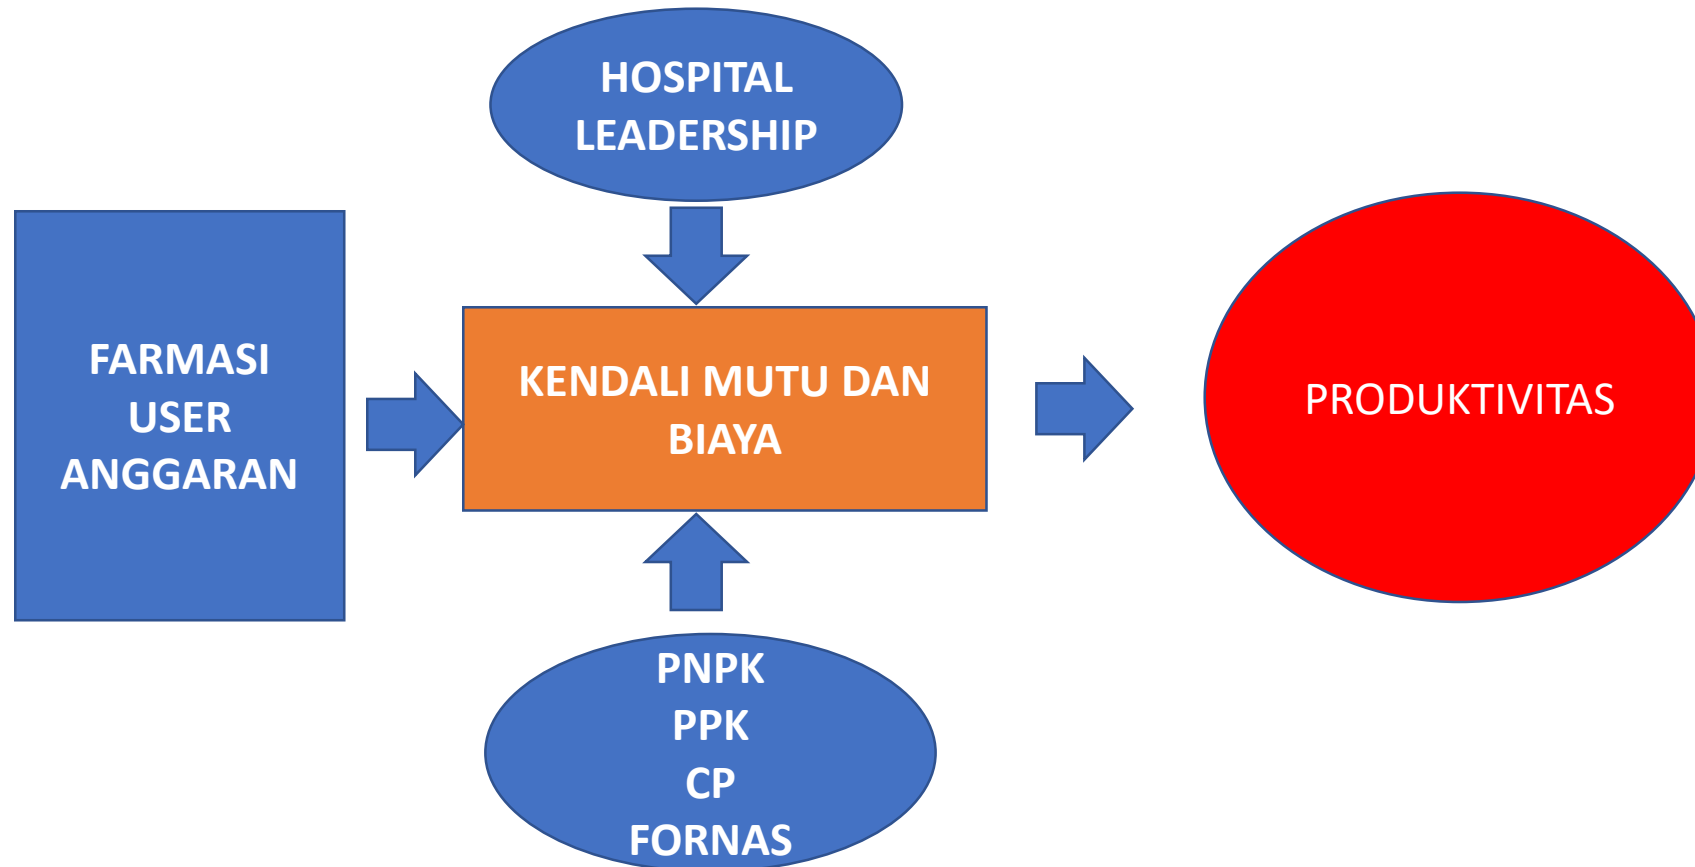 HOSPITAL
LEADERSHIP
FARMASI
USER
ANGGARAN
KENDALI MUTU DAN
BIAYA
PRODUKTIVITAS
PNPK
PPK
CP
FORNAS